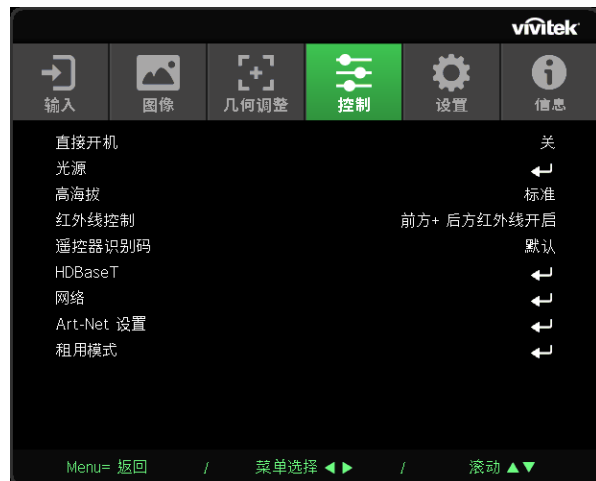 vivitek
输入 图像 几何调整 控制 设置 信息
直接开机 关
光源
高海拔 标准
红外线控制 前方+ 后方红外线开启
遥控器识别码 默认
HDBaseT
网络
Art-Net 设置
租用模式
Menu= 返回 / 菜单选择 ◀ ▶ / 滚动 ▲▼